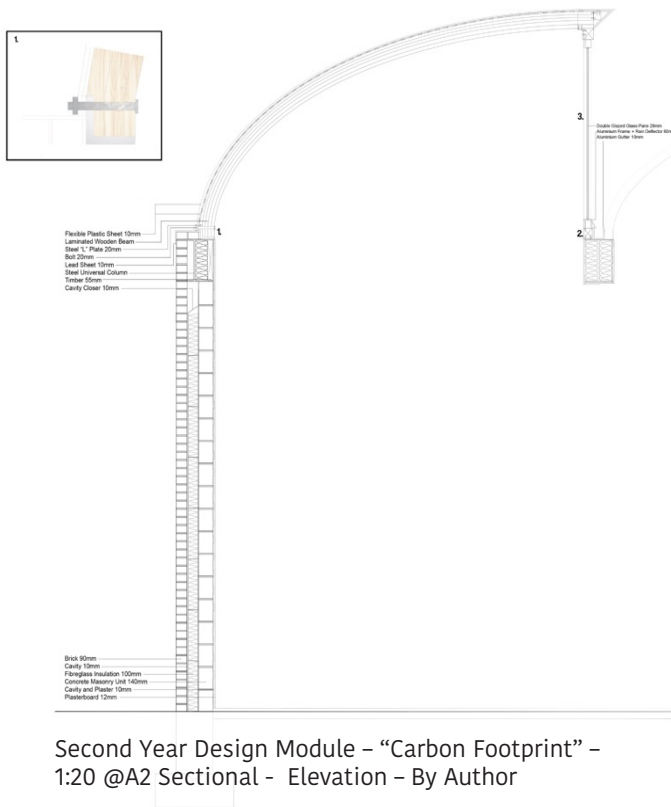 1.
3.
Double Glazed Glass Pane 28mm
Aluminium Frame + Rain Deflector
Aluminium Gutter 10mm
Flexible Plastic Sheet 10mm
Laminated Wooden Beam
Steel "L" Plate 20mm
Bolt 20mm
Lead Sheet 10mm
Steel Universal Column
Timber 55mm
Cavity Closer 10mm
1.
2.
Brick 90mm
Cavity 10mm
Fibreglass Insulation 100mm
Concrete Masonry Unit 140mm
Cavity and Plaster 10mm
Plasterboard 12mm
Second Year Design Module – “Carbon Footprint” –
1:20 @A2 Sectional - Elevation – By Author